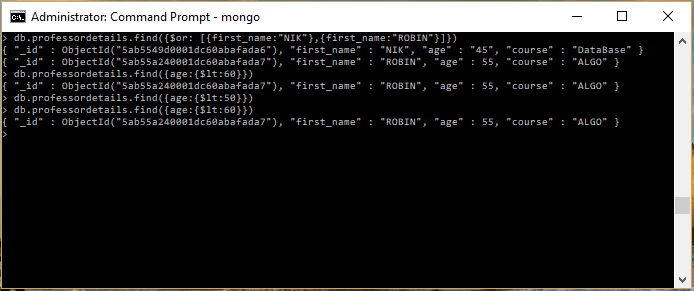 Administrator: Command Prompt - mongo
> db.professordetails.find({$or: [{first_name:"NIK"},{first_name:"ROBIN"}]})
{ "_id" : ObjectId("5ab5549d0001dc60abafada6"), "first_name" : "NIK", "age" : "45", "course" : "DataBase" }
{ "_id" : ObjectId("5ab55a240001dc60abafada7"), "first_name" : "ROBIN", "age" : 55, "course" : "ALGO" }
> db.professordetails.find({age:{$lt:60}})
{ "_id" : ObjectId("5ab55a240001dc60abafada7"), "first_name" : "ROBIN", "age" : 55, "course" : "ALGO" }
> db.professordetails.find({age:{$lt:50}})
> db.professordetails.find({age:{$lt:60}})
{ "_id" : ObjectId("5ab55a240001dc60abafada7"), "first_name" : "ROBIN", "age" : 55, "course" : "ALGO" }
>